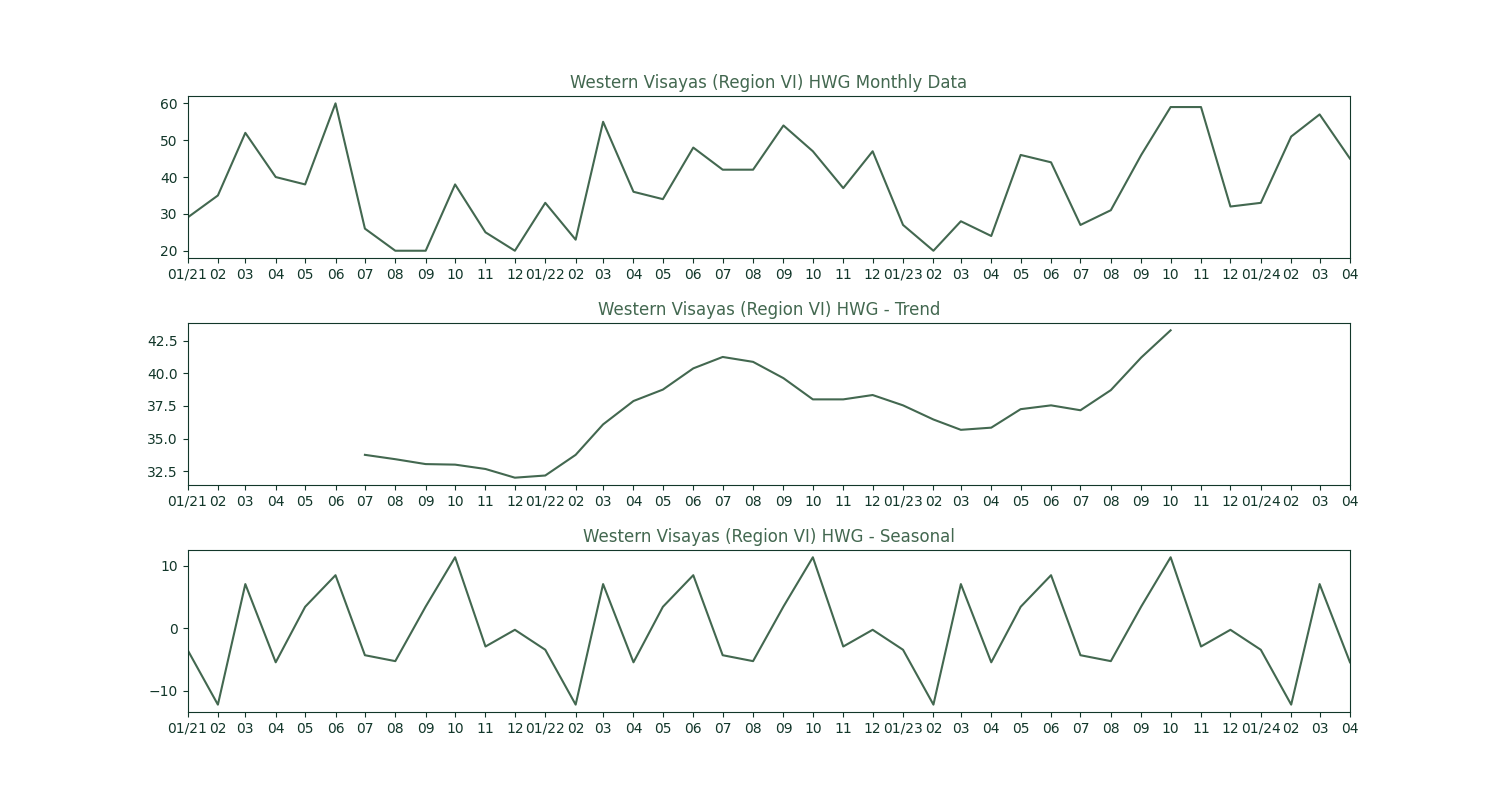 Western Visayas (Region VI) HWG Monthly Data
60
50
40
30
20
01/21 02 03 04 05 06 07 08 09 10 11 12 01/22 02 03 04 05 06 07 08 09 10 11 12 01/23 02 03 04 05 06 07 08 09 10 11 12 01/24 02 03 04
Western Visayas (Region VI) HWG - Trend
42.5
40.0
37.5
35.0
32.5
01/21 02 03 04 05 06 07 08 09 10 11 12 01/22 02 03 04 05 06 07 08 09 10 11 12 01/23 02 03 04 05 06 07 08 09 10 11 12 01/24 02 03 04
Western Visayas (Region VI) HWG - Seasonal
10
0
−10
01/21 02 03 04 05 06 07 08 09 10 11 12 01/22 02 03 04 05 06 07 08 09 10 11 12 01/23 02 03 04 05 06 07 08 09 10 11 12 01/24 02 03 04